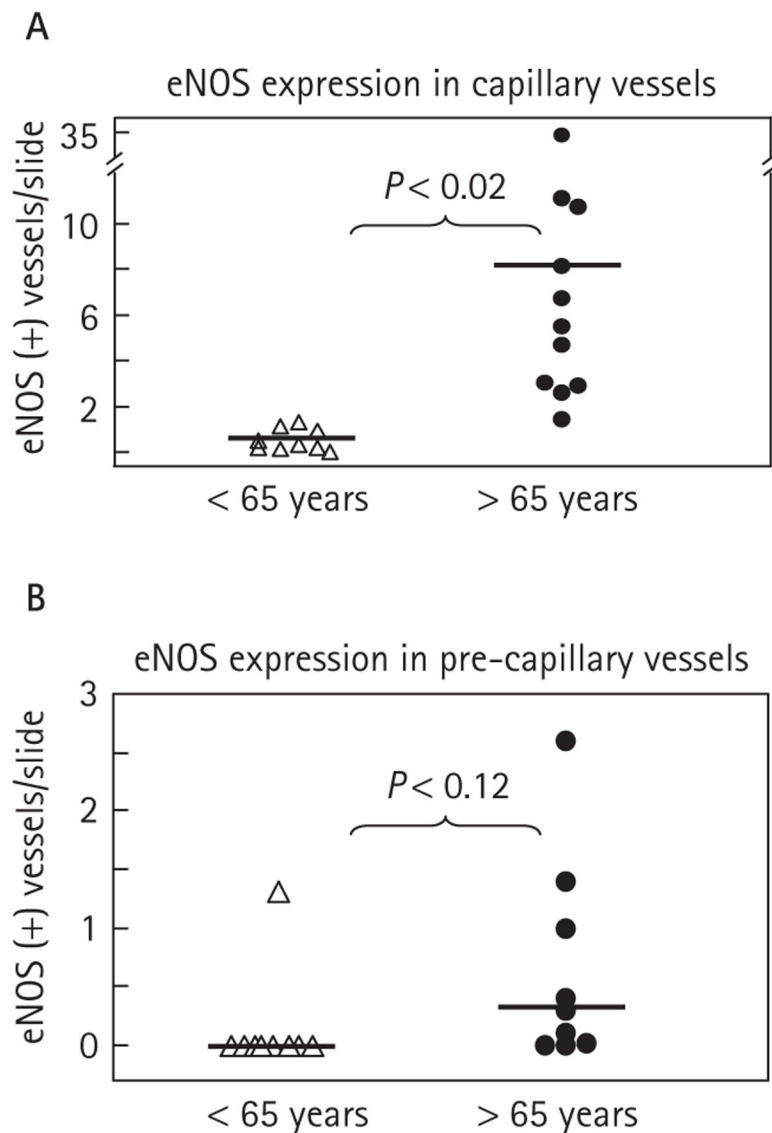 A
eNOS expression in capillary vessels
eNOS (+) vessels/slide
35
10
6
2
P < 0.02
< 65 years
> 65 years
B
eNOS expression in pre-capillary vessels
eNOS (+) vessels/slide
3
2
1
0
P < 0.12
< 65 years
> 65 years